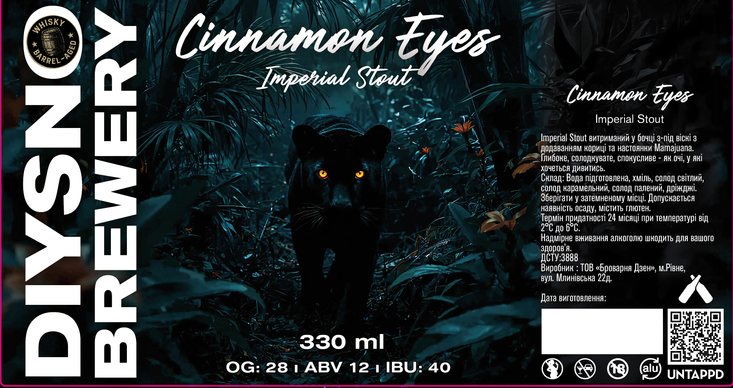 DIYSNO
BREWERY
WHISKY
BARREL-AGED
Cinnamon Eyes
Imperial Stout
330 ml
OG: 28 I ABV 12 I IBU: 40
Cinnamon Eyes
Imperial Stout
Imperial Stout витриманий у бочці з-під віскі з
додаванням кориці та настоянки Mamajuana.
Глибоке, солодкувате, спокусливе - як очі, у які
хочеться дивитись.
Склад: Вода підготовлена, хміль, солод світлий,
солод карамельний, солод палений, дріжджі.
Зберігати у затемненому місці. Допускається
наявність осаду, містить глютен.
Термін придатності 24 місяці при температурі від
2°С до 6°С.
Надмірне вживання алкоголю шкодить для вашого
здоров'я.
ДСТУ:3888
Виробник : ТОВ «Броварня Дзен», м.Рівне,
вул. Млинівська 22д.
Дата виготовлення:
18
alu
UNTAPPD